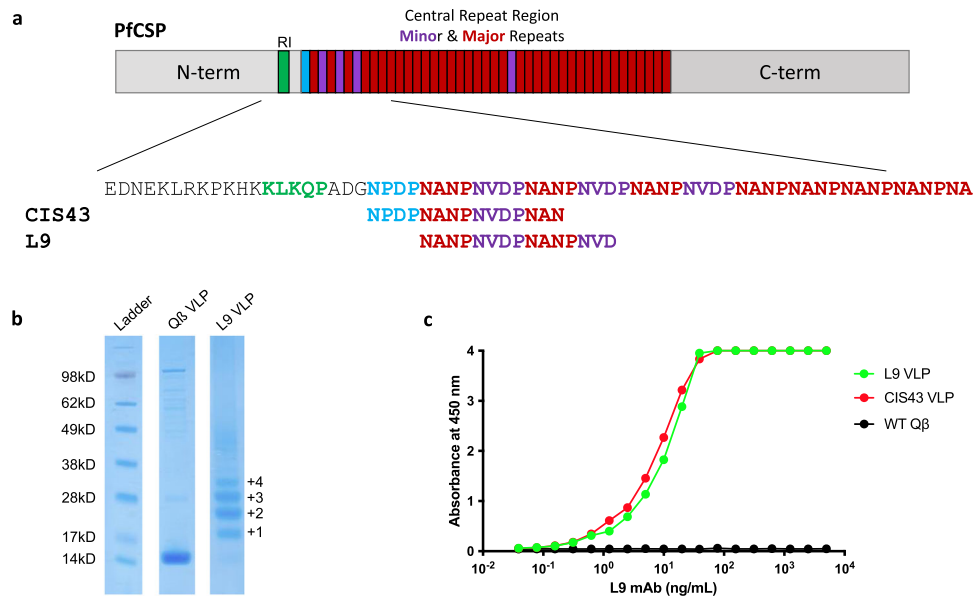 a
PfCSP
Central Repeat Region
Minor & Major Repeats
RI
N-term
C-term
EDNEKLRKPKHKKLKQPADGNPDPNANPNVDPNANPNVDPNANPNVDPNANPNANPNANPNA
CIS43 NPDPNANPNVDPNAN
L9 NANPNVDPNANPNVD
b
Ladder
Qß VLP
L9 VLP
98kD
62kD
49kD
38kD
28kD
17kD
14kD
+4
+3
+2
+1
c
Absorbance at 450 nm
4
3
2
1
0
10-2
10-1
100
101
102
103
104
L9 mAb (ng/mL)
L9 VLP
CIS43 VLP
WT Qβ